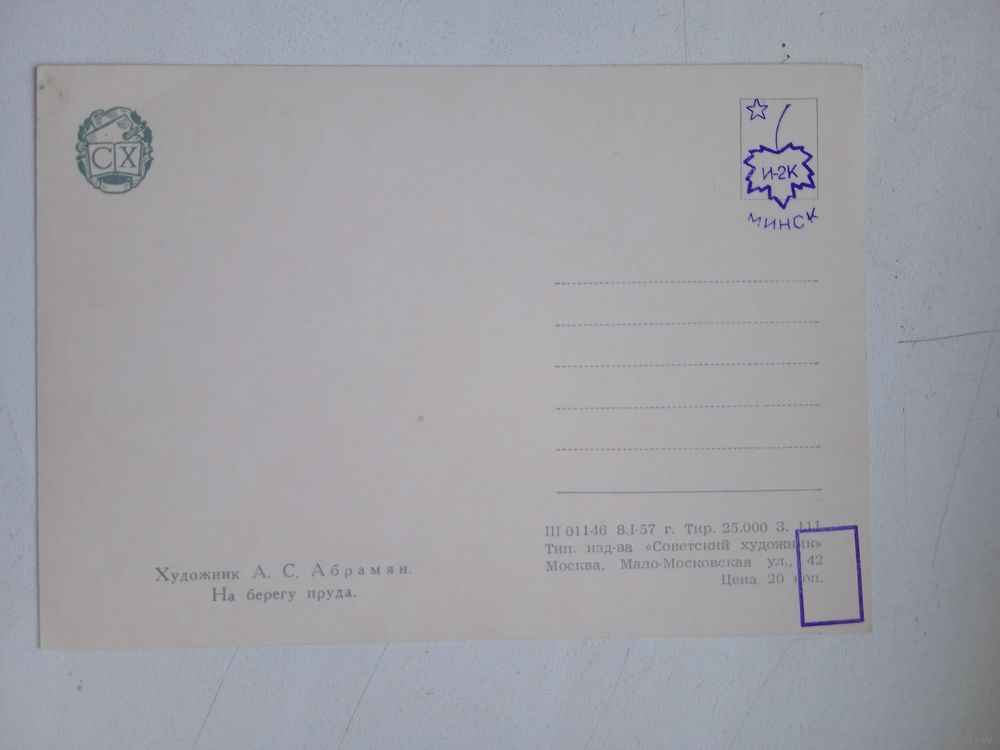 СХ
И-2К
МИНСК
Ш 01146 8.I-57 г. Тир. 25.000 З. 111
Тип. изд-ва «Советский художник»
Москва, Мало-Московская ул., 42
Цена 20 коп.
Художник А. С. Абрамян.
На берегу пруда.